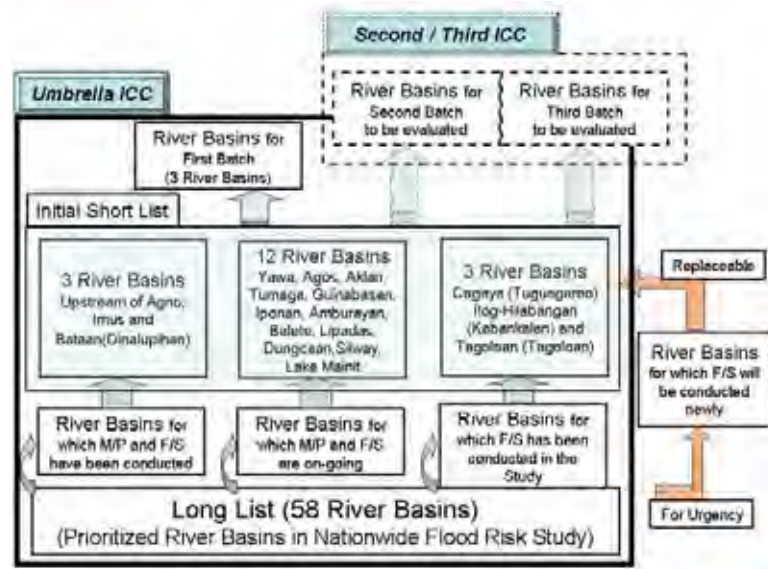 Second / Third ICC
Umbrella ICC
River Basins for
Second Batch
to be evaluated
River Basins for
Third Batch
to be evaluated
River Basins for
First Batch
(3 River Basins)
Initial Short List
3 River Basins
Upstream of Agno,
Imus and
Bataan(Dinalupihan)
12 River Basins
Yawa, Agos, Aklan,
Tumaga, Guinabasan,
Iponan, Amburayan,
Balete, Lipadas,
Dungcaan, Silway,
Lake Mainit
3 River Basins
(Tuguegarao)
Ilog-Hilabangan
(Kabankalan) and
Tagoloan (Tagoloan)
Replaceable
River Basins
for which F/S will
be conducted
newly
For Urgency
River Basins for
which M/P and F/S
have been conducted
River Basins for
which M/P and F/S
are on-going
River Basins for
which F/S has been
conducted in the
Study
Long List (58 River Basins)
(Prioritized River Basins in Nationwide Flood Risk Study)